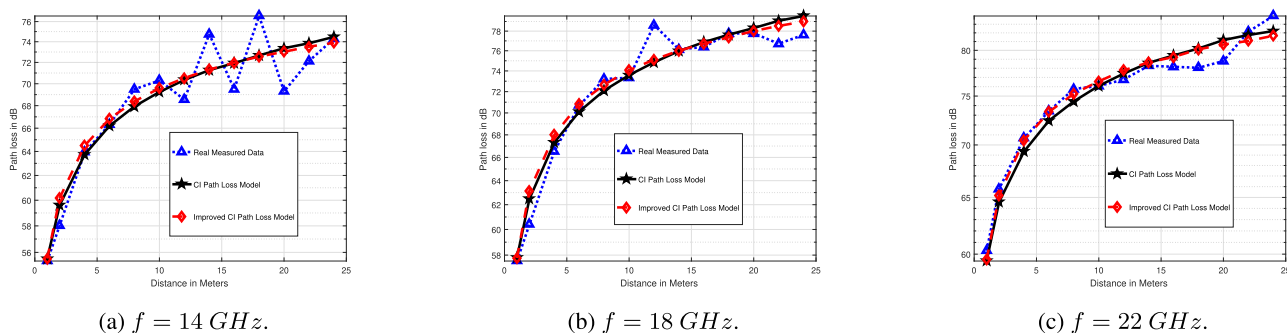 76
74
72
70
68
66
64
62
60
58
56
Path loss in dB
0 5 10 15 20 25
Distance in Meters
Real Measured Data
CI Path Loss Model
Improved CI Path Loss Model
(a) f = 14 GHz.
78
76
74
72
70
68
66
64
62
60
58
Path loss in dB
0 5 10 15 20 25
Distance in Meters
Real Measured Data
CI Path Loss Model
Improved CI Path Loss Model
(b) f = 18 GHz.
80
75
70
65
60
Path loss in dB
0 5 10 15 20 25
Distance in Meters
Real Measured Data
CI Path Loss Model
Improved CI Path Loss Model
(c) f = 22 GHz.